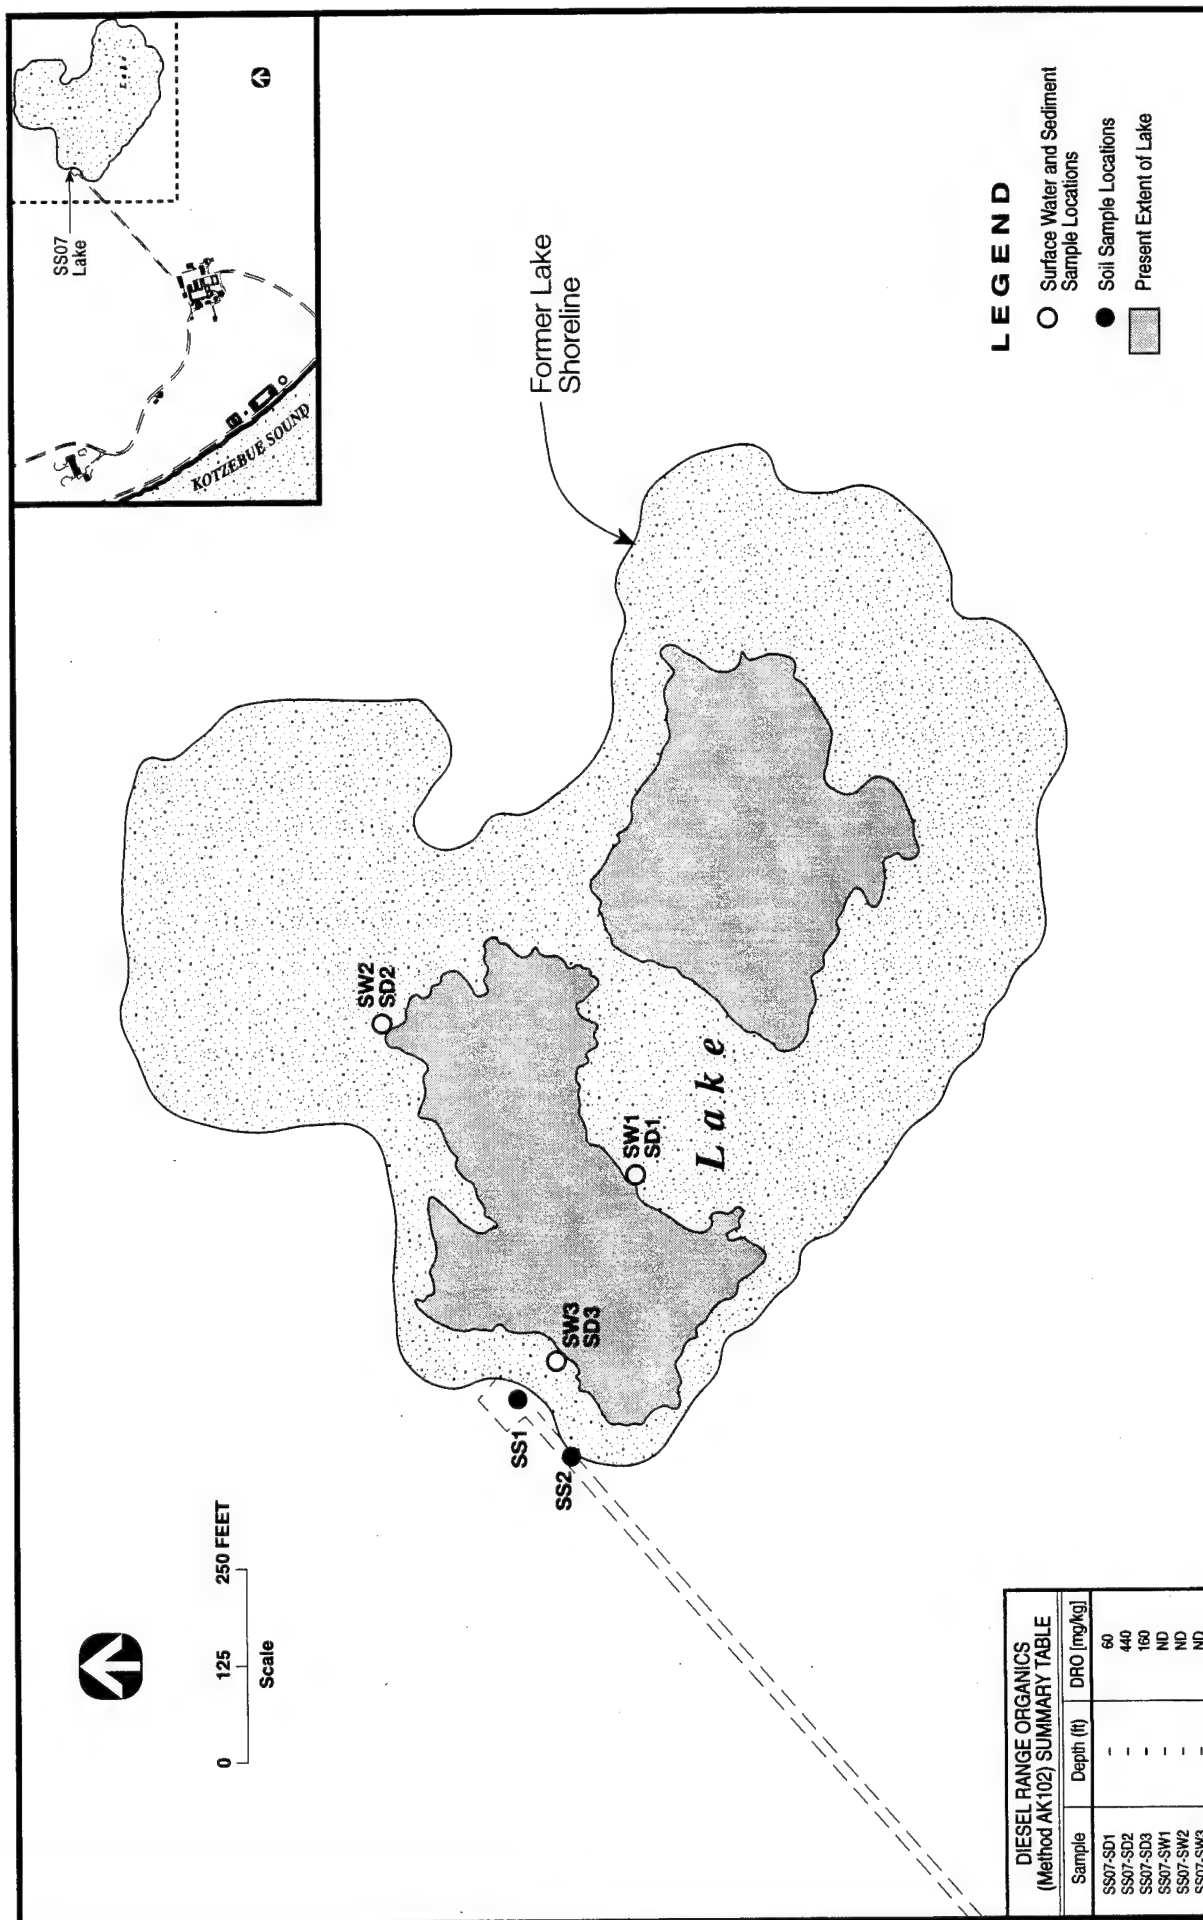 SS07
Lake
Lake
KOTZEBUE SOUND
Former Lake
Shoreline
SW2
SD2
SW1
SD1
SW3
SD3
Lake
SS1
SS2
0 125 250 FEET
Scale
LEGEND
Surface Water and Sediment
Sample Locations
Soil Sample Locations
Present Extent of Lake
DIESEL RANGE ORGANICS
(Method AK102) SUMMARY TABLE
Sample Depth (ft) DRO [mg/kg]
SS07-SD1 - 60
SS07-SD2 - 440
SS07-SD3 - 160
SS07-SW1 - ND
SS07-SW2 - ND
SS07-SW3 - ND